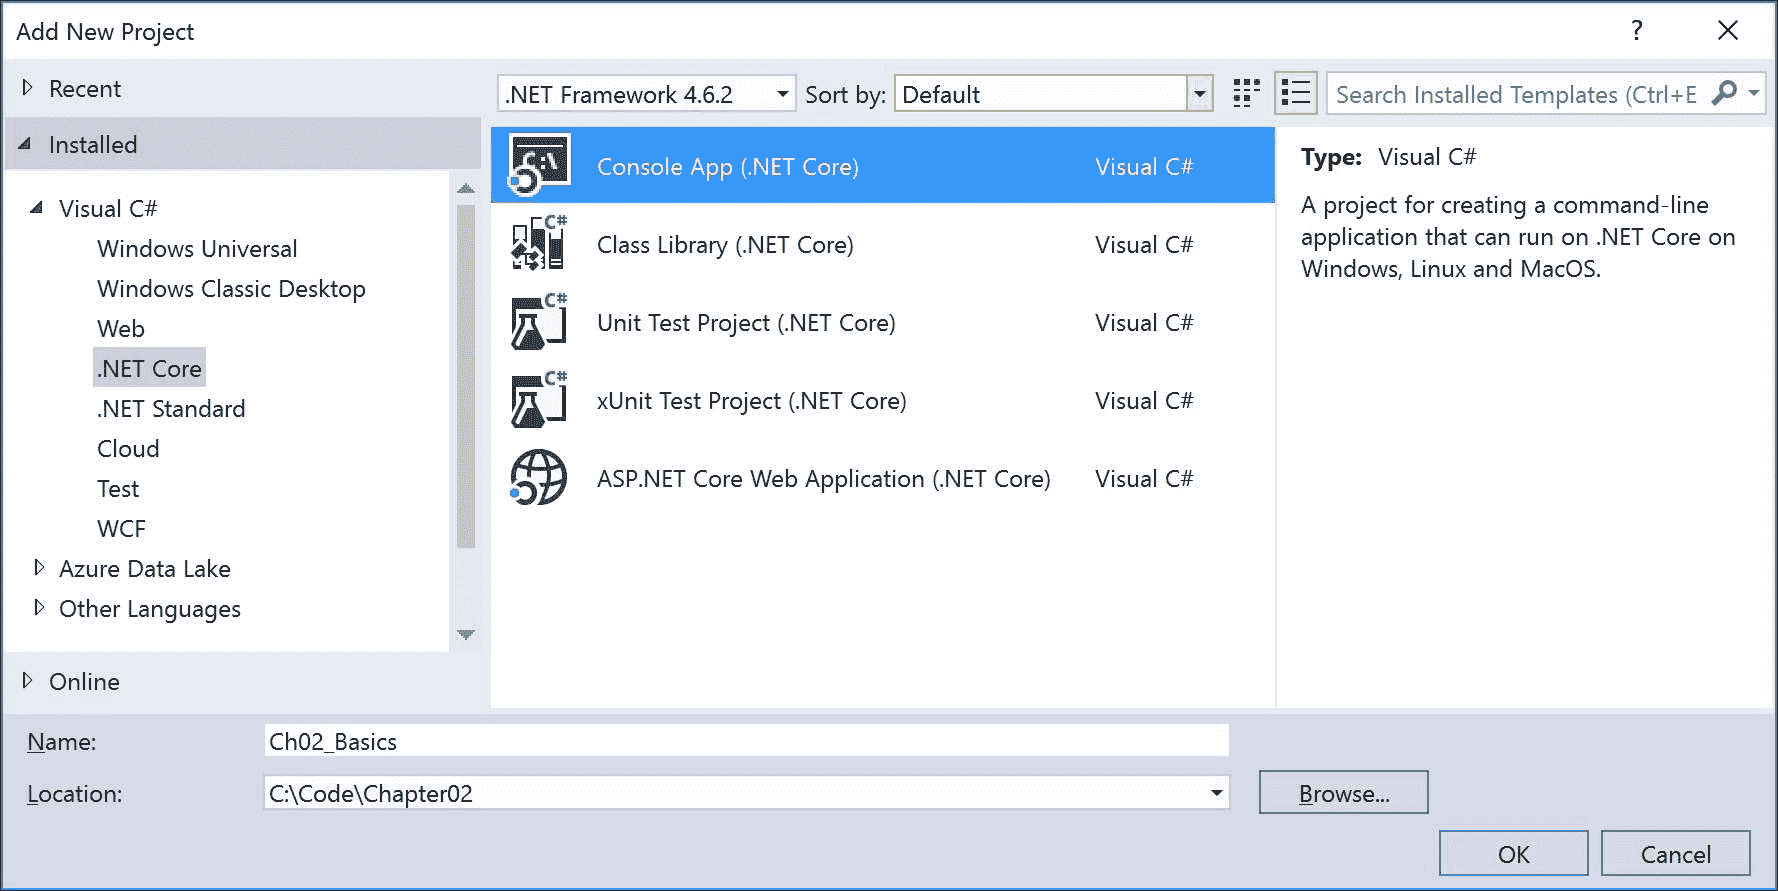 Add New Project
?
Recent
.NET Framework 4.6.2
Sort by:
Default
Search Installed Templates (Ctrl+E
Installed
Visual C#
Windows Universal
Windows Classic Desktop
Web
.NET Core
.NET Standard
Cloud
Test
WCF
Azure Data Lake
Other Languages
Online
C:\
Console App (.NET Core) Visual C#
C#
Class Library (.NET Core) Visual C#
C#
Unit Test Project (.NET Core) Visual C#
C#
xUnit Test Project (.NET Core) Visual C#
ASP.NET Core Web Application (.NET Core) Visual C#
Type: Visual C#
A project for creating a command-line
application that can run on .NET Core on
Windows, Linux and MacOS.
Name: Ch02_Basics
Location: C:\Code\Chapter02
Browse...
OK
Cancel